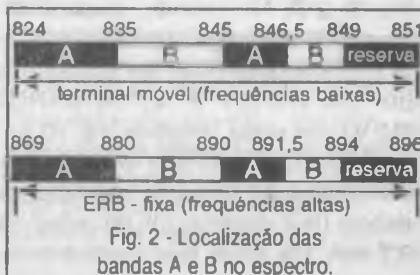 824 835 845 846,5 849 851
A B A B reserva
terminal móvel (frequências baixas)
869 880 890 891,5 894 896
A B A B reserva
ERB - fixa (frequências altas)
Fig. 2 - Localização das
bandas A e B no espectro.